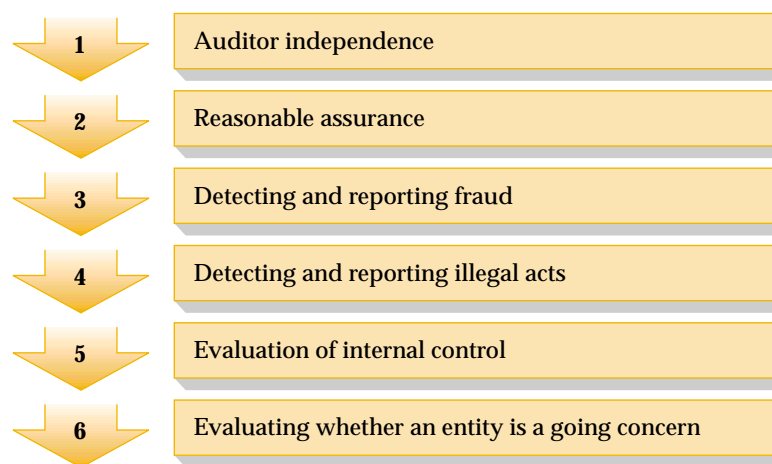 1 Auditor independence
2 Reasonable assurance
3 Detecting and reporting fraud
4 Detecting and reporting illegal acts
5 Evaluation of internal control
6 Evaluating whether an entity is a going concern